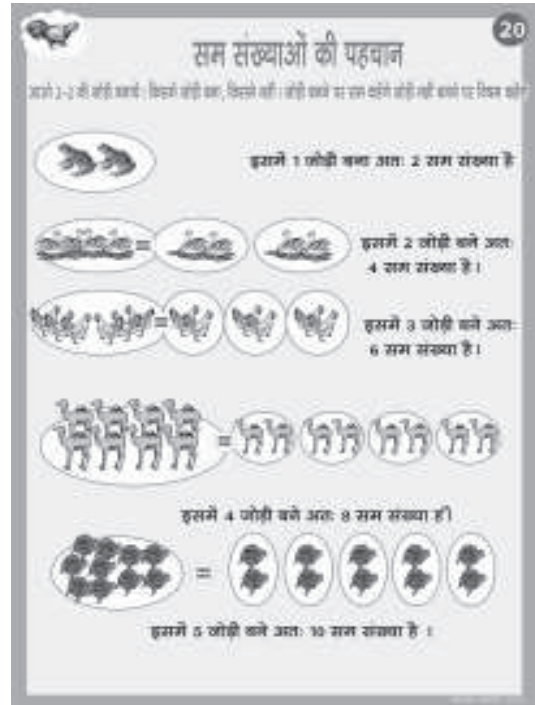 20
सम संख्याओं की पहचान
इसमें 1 जोड़ी बना अतः 2 सम संख्या है
इसमें 2 जोड़ी बने अतः
4 सम संख्या है।
इसमें 3 जोड़ी बने अतः
6 सम संख्या है।
इसमें 4 जोड़ी बने अतः 8 सम संख्या है।
इसमें 5 जोड़ी बने अतः 10 सम संख्या है ।